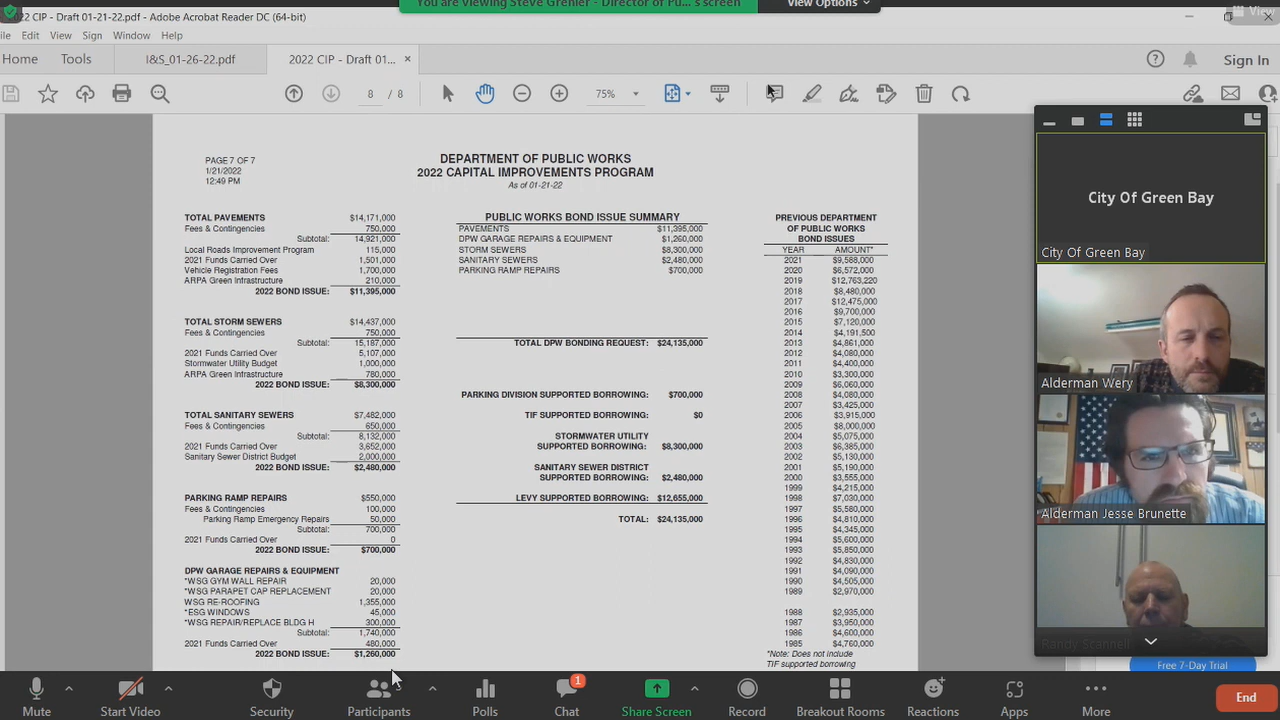 You are viewing Steve Grenier - Director of Pu... 's screen
View Options
View
2022 CIP - Draft 01-21-22.pdf - Adobe Acrobat Reader DC (64-bit)
Edit View Sign Window Help
Home Tools I&S_01-26-22.pdf 2022 CIP - Draft 01... × Sign In
8 / 8 75%
PAGE 7 OF 7
1/21/2022
12:49 PM
DEPARTMENT OF PUBLIC WORKS
2022 CAPITAL IMPROVEMENTS PROGRAM
As of 01-21-22
TOTAL PAVEMENTS $14,171,000
Fees & Contingencies 750,000
Subtotal: 14,921,000
Local Roads Improvement Program 115,000
2021 Funds Carried Over 1,501,000
Vehicle Registration Fees 1,700,000
ARPA Green Infrastructure 210,000
2022 BOND ISSUE: $11,395,000
TOTAL STORM SEWERS $14,437,000
Fees & Contingencies 750,000
Subtotal: 15,187,000
2021 Funds Carried Over 5,107,000
Stormwater Utility Budget 1,000,000
ARPA Green Infrastructure 780,000
2022 BOND ISSUE: $8,300,000
TOTAL SANITARY SEWERS $7,482,000
Fees & Contingencies 650,000
Subtotal: 8,132,000
2021 Funds Carried Over 3,652,000
Sanitary Sewer District Budget 2,000,000
2022 BOND ISSUE: $2,480,000
PARKING RAMP REPAIRS $550,000
Fees & Contingencies 100,000
Parking Ramp Emergency Repairs 50,000
Subtotal: 700,000
2021 Funds Carried Over 0
2022 BOND ISSUE: $700,000
DPW GARAGE REPAIRS & EQUIPMENT
*WSG GYM WALL REPAIR 20,000
*WSG PARAPET CAP REPLACEMENT 20,000
WSG RE-ROOFING 1,355,000
*ESG WINDOWS 45,000
*WSG REPAIR/REPLACE BLDG H 300,000
Subtotal: 1,740,000
2021 Funds Carried Over 480,000
2022 BOND ISSUE: $1,260,000
PUBLIC WORKS BOND ISSUE SUMMARY
PAVEMENTS $11,395,000
DPW GARAGE REPAIRS & EQUIPMENT $1,260,000
STORM SEWERS $8,300,000
SANITARY SEWERS $2,480,000
PARKING RAMP REPAIRS $700,000
TOTAL DPW BONDING REQUEST: $24,135,000
PARKING DIVISION SUPPORTED BORROWING: $700,000
TIF SUPPORTED BORROWING: $0
STORMWATER UTILITY
SUPPORTED BORROWING: $8,300,000
SANITARY SEWER DISTRICT
SUPPORTED BORROWING: $2,480,000
LEVY SUPPORTED BORROWING: $12,655,000
TOTAL: $24,135,000
PREVIOUS DEPARTMENT
OF PUBLIC WORKS
BOND ISSUES
YEAR AMOUNT*
2021 $9,588,000
2020 $6,572,000
2019 $12,763,220
2018 $8,480,000
2017 $12,475,000
2016 $9,700,000
2015 $7,120,000
2014 $4,191,500
2013 $4,861,000
2012 $4,080,000
2011 $4,400,000
2010 $3,300,000
2009 $6,060,000
2008 $4,080,000
2007 $3,425,000
2006 $3,915,000
2005 $8,000,000
2004 $5,075,000
2003 $6,385,000
2002 $5,130,000
2001 $5,190,000
2000 $3,555,000
1999 $4,215,000
1998 $7,030,000
1997 $5,580,000
1996 $4,810,000
1995 $4,345,000
1994 $5,600,000
1993 $5,850,000
1992 $4,830,000
1991 $4,090,000
1990 $4,505,000
1989 $2,970,000
1988 $2,935,000
1987 $3,950,000
1986 $4,600,000
1985 $4,760,000
*Note: Does not include
TIF supported borrowing
City Of Green Bay
City Of Green Bay
Alderman Wery
Alderman Jesse Brunette
Randy Scannell
Free 7-Day Trial
Mute
Start Video
Security
Participants
Polls
1
Chat
Share Screen
Record
Breakout Rooms
Reactions
Apps
More
End